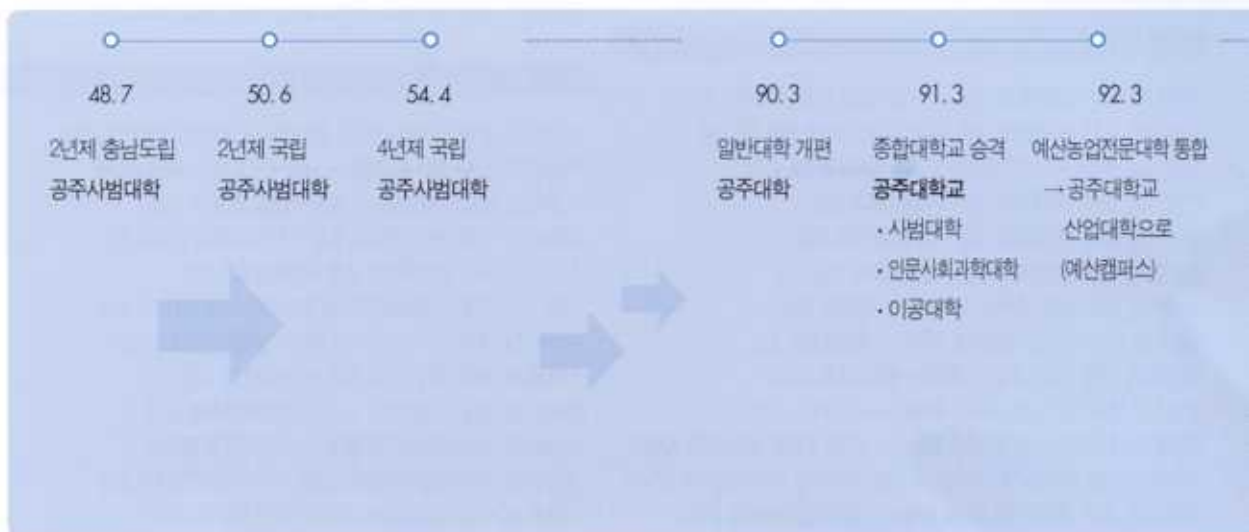 48.7
2년제 충남도립
공주사범대학
50.6
2년제 국립
공주사범대학
54.4
4년제 국립
공주사범대학
90.3
일반대학 개편
공주대학
91.3
종합대학교 승격
공주대학교
• 사범대학
• 인문사회과학대학
• 이공대학
92.3
예산농업전문대학 통합
→ 공주대학교
산업대학으로
(예산캠퍼스)